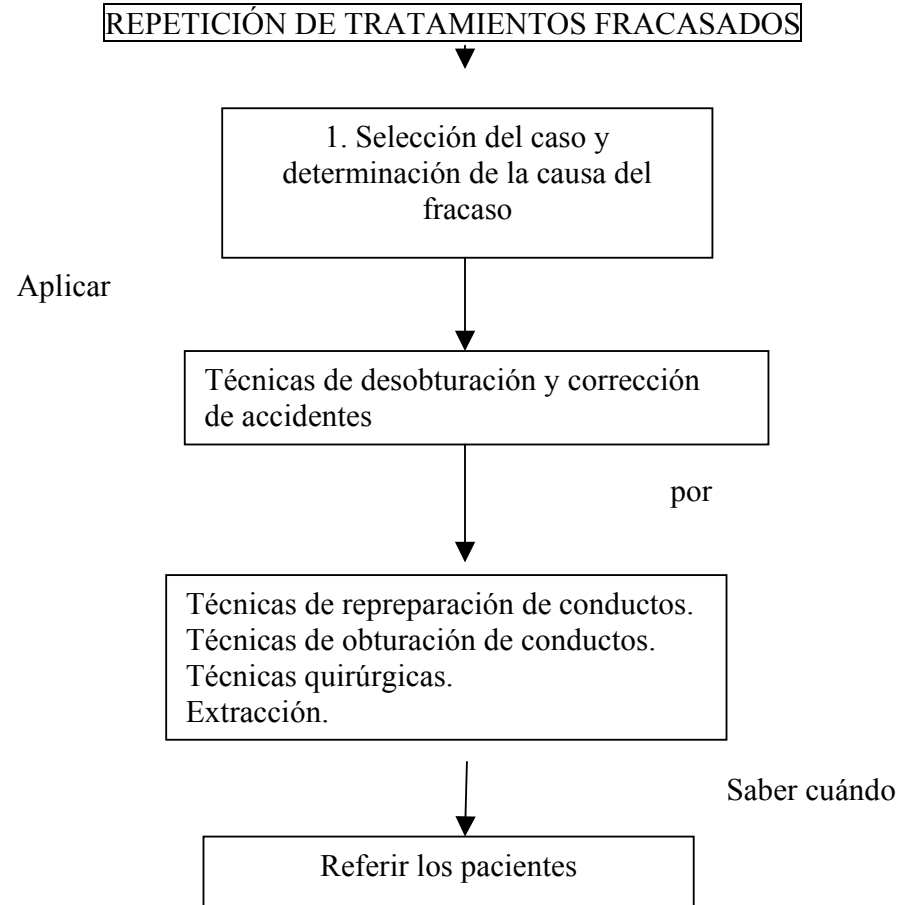 REPETICIÓN DE TRATAMIENTOS FRACASADOS
1. Selección del caso y
determinación de la causa del
fracaso
Aplicar
Técnicas de desobturación y corrección
de accidentes
por
Técnicas de repreparación de conductos.
Técnicas de obturación de conductos.
Técnicas quirúrgicas.
Extracción.
Saber cuándo
Referir los pacientes